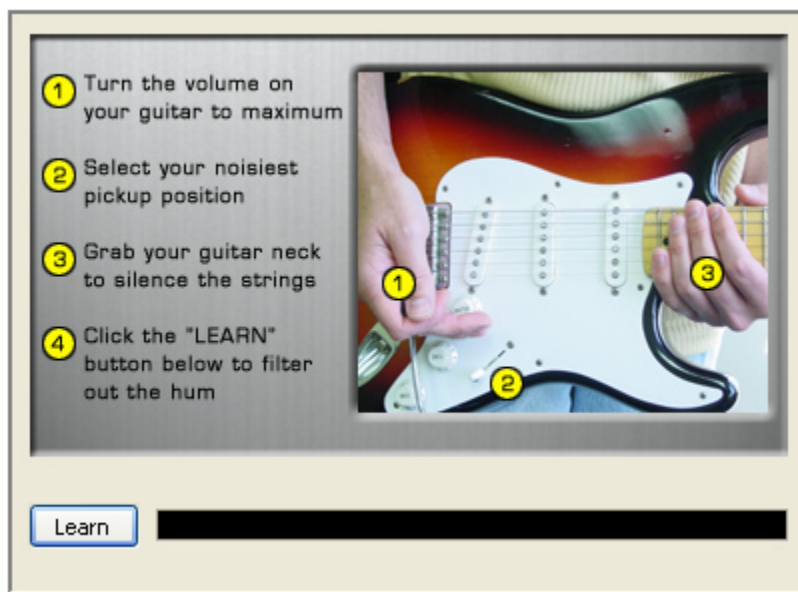 1 Turn the volume on
your guitar to maximum
2 Select your noisiest
pickup position
3 Grab your guitar neck
to silence the strings
4 Click the "LEARN"
button below to filter
out the hum
1
3
2
Learn